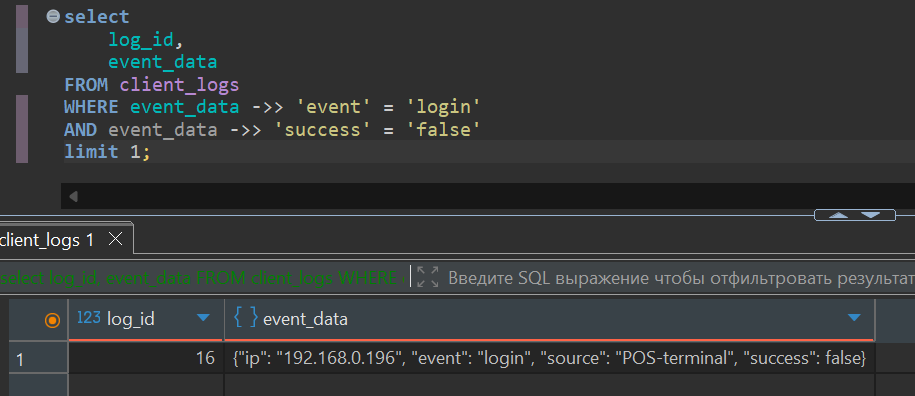 select
log_id,
event_data
FROM client_logs
WHERE event_data ->> 'event' = 'login'
AND event_data ->> 'success' = 'false'
limit 1;
client_logs 1
select log_id, event_data FROM client_logs WHERE
Введите SQL выражение чтобы отфильтровать результат
123 log_id { } event_data
1 16 {"ip": "192.168.0.196", "event": "login", "source": "POS-terminal", "success": false}